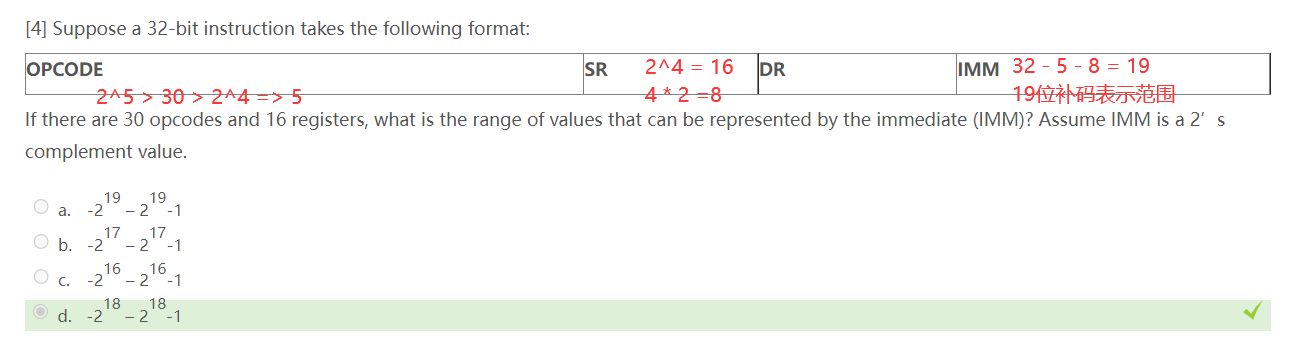 [4] Suppose a 32-bit instruction takes the following format:
OPCODE SR 2^4 = 16 DR IMM 32 - 5 - 8 = 19
2^5 > 30 > 2^4 => 5 4 * 2 =8 19位补码表示范围
If there are 30 opcodes and 16 registers, what is the range of values that can be represented by the immediate (IMM)? Assume IMM is a 2’ s
complement value.
a. -2^19 – 2^19-1
b. -2^17 – 2^17-1
c. -2^16 – 2^16-1
d. -2^18 – 2^18-1